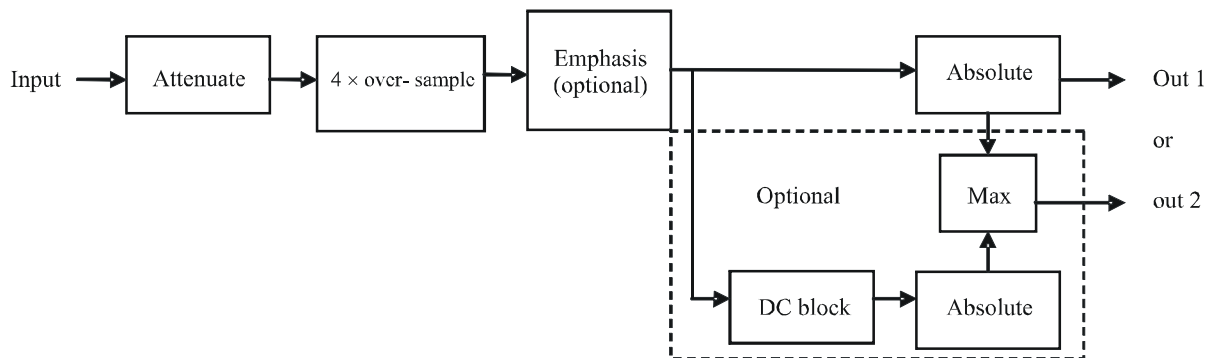 Input
Attenuate
4 × over- sample
Emphasis
(optional)
Absolute
Out 1
or
Optional
Max
out 2
DC block
Absolute